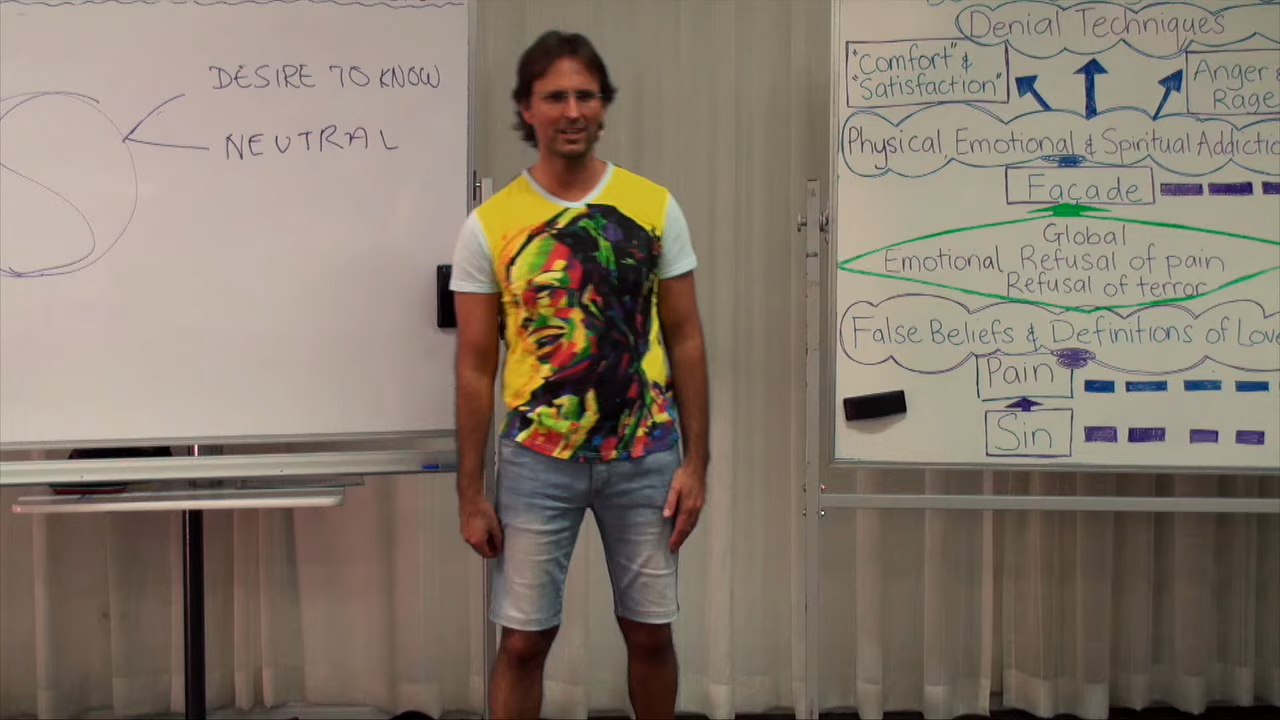 DESIRE TO KNOW
NEUTRAL
Denial Techniques
"Comfort" &
"Satisfaction"
Anger &
Rage
Physical, Emotional & Spiritual Addictio
Façade
Global
Emotional Refusal of pain
Refusal of terror
False Beliefs & Definitions of Love
Pain
Sin